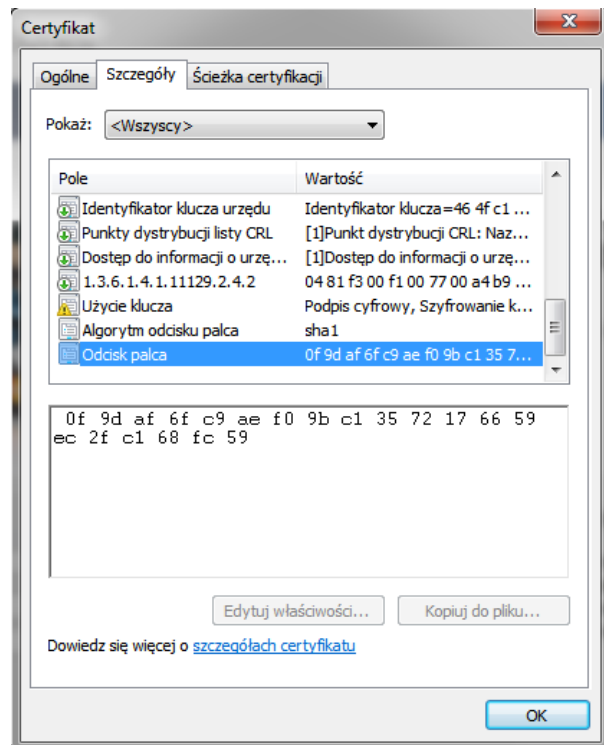 Certyfikat
Ogólne Szczegóły Ścieżka certyfikacji
Pokaż: <Wszyscy>
Pole Wartość
Identyfikator klucza urzędu Identyfikator klucza=46 4f c1 ...
Punkty dystrybucji listy CRL [1]Punkt dystrybucji CRL: Naz...
Dostęp do informacji o urzę... [1]Dostęp do informacji o urzę...
1.3.6.1.4.1.11129.2.4.2 04 81 f3 00 f1 00 77 00 a4 b9 ...
Użycie klucza Podpis cyfrowy, Szyfrowanie k...
Algorytm odcisku palca sha1
Odcisk palca 0f 9d af 6f c9 ae f0 9b c1 35 7...
0f 9d af 6f c9 ae f0 9b c1 35 72 17 66 59
ec 2f c1 68 fc 59
Edytuj właściwości... Kopiuj do pliku...
Dowiedz się więcej o szczegółach certyfikatu
OK